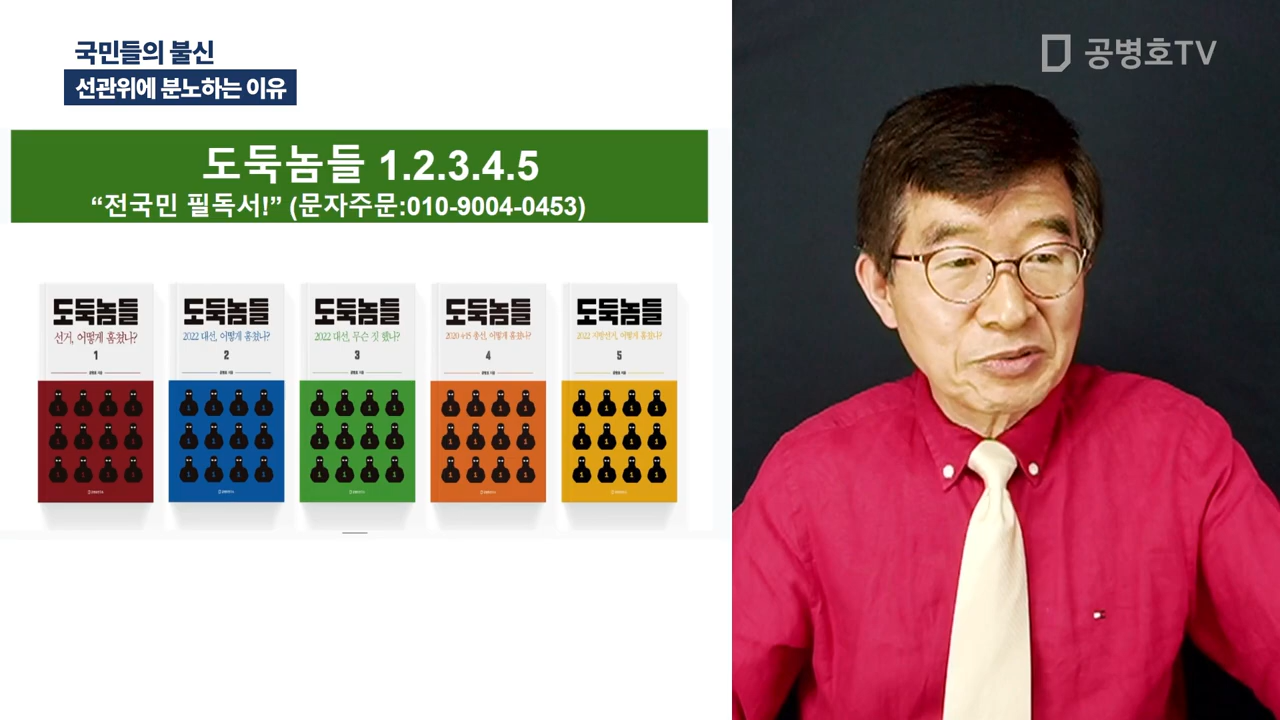 국민들의 불신
선관위에 분노하는 이유
공병호TV
도둑놈들 1.2.3.4.5
“전국민 필독서!” (문자주문:010-9004-0453)
도둑놈들
선거, 어떻게 훔쳤나?
1
도둑놈들
2022 대선, 어떻게 훔쳤나?
2
도둑놈들
2022 대선, 무슨 짓 했나?
3
도둑놈들
2020 4·15 총선, 어떻게 훔쳤나?
4
도둑놈들
2022 지방선거, 어떻게 훔쳤나?
5